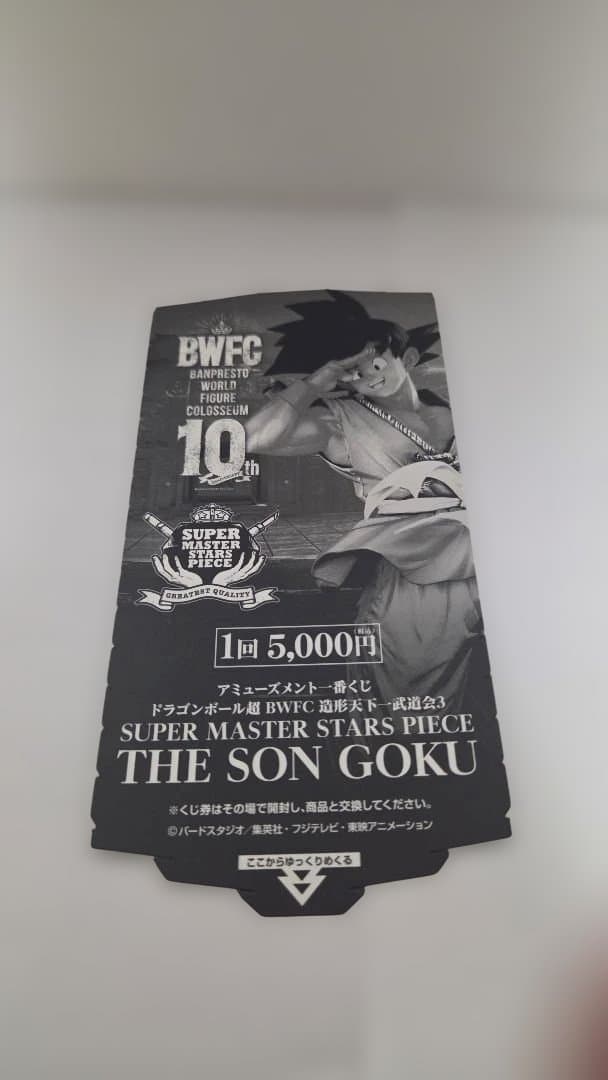 BWFC
BANPRESTO
WORLD
FIGURE
COLOSSEUM
10th
SUPER
MASTER
STARS
PIECE
GREATEST QUALITY
1回 5,000円(税込)
アミューズメント一番くじ
ドラゴンボール超 BWFC 造形天下一武道会3
SUPER MASTER STARS PIECE
THE SON GOKU
※くじ券はその場で開封し、商品と交換してください。
©バードスタジオ/集英社・フジテレビ・東映アニメーション
ここからゆっくりめくる